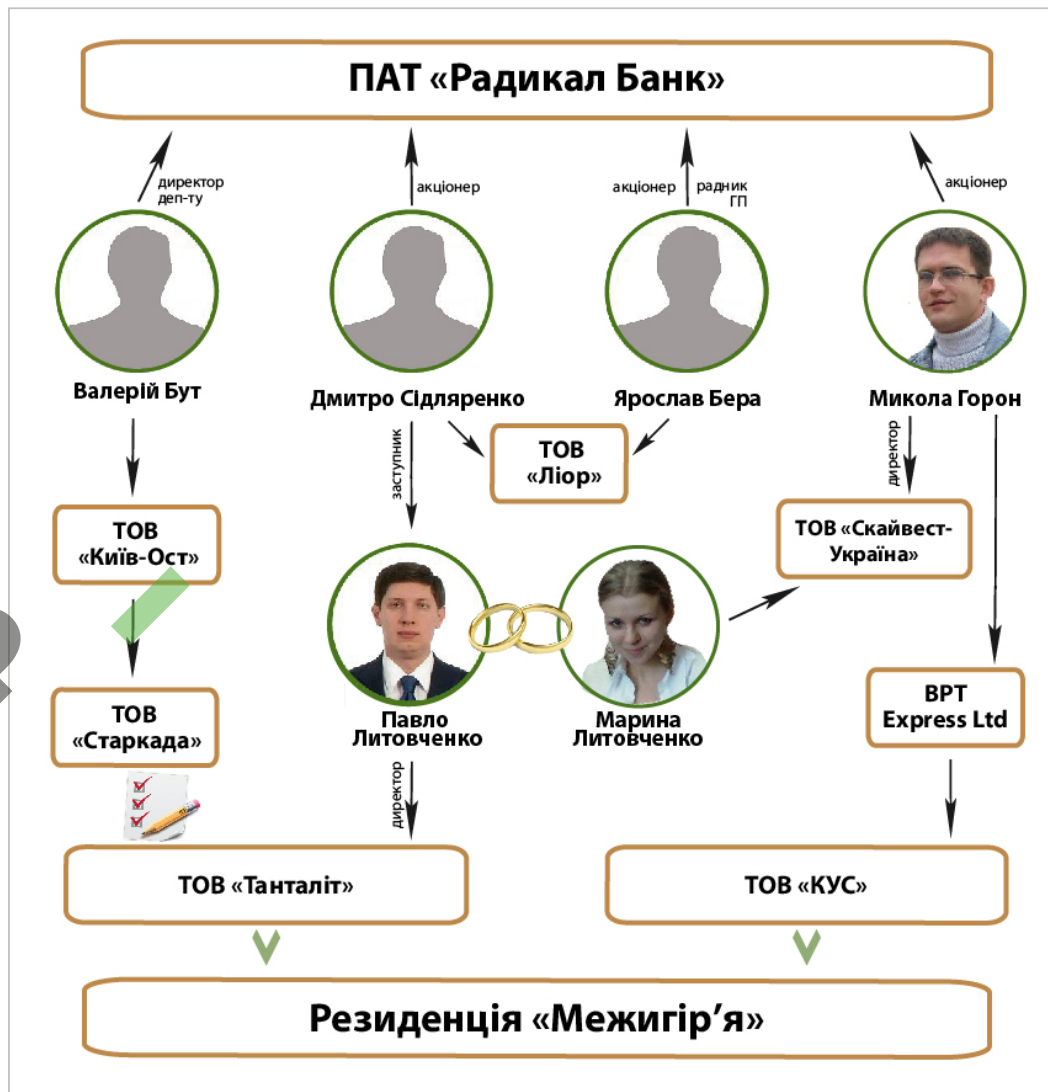 ПАТ «Радикал Банк»
директор
деп-ту
акціонер
акціонер
радник
ГП
акціонер
Валерій Бут
Дмитро Сідляренко
Ярослав Бера
Микола Горон
заступник
ТОВ
«Ліор»
директор
ТОВ
«Київ-Ост»
ТОВ «Скайвест-
Україна»
ТОВ
«Старкада»
Павло
Литовченко
Марина
Литовченко
ВРТ
Express Ltd
директор
ТОВ «Танталіт»
ТОВ «КУС»
Резиденція «Межигір’я»